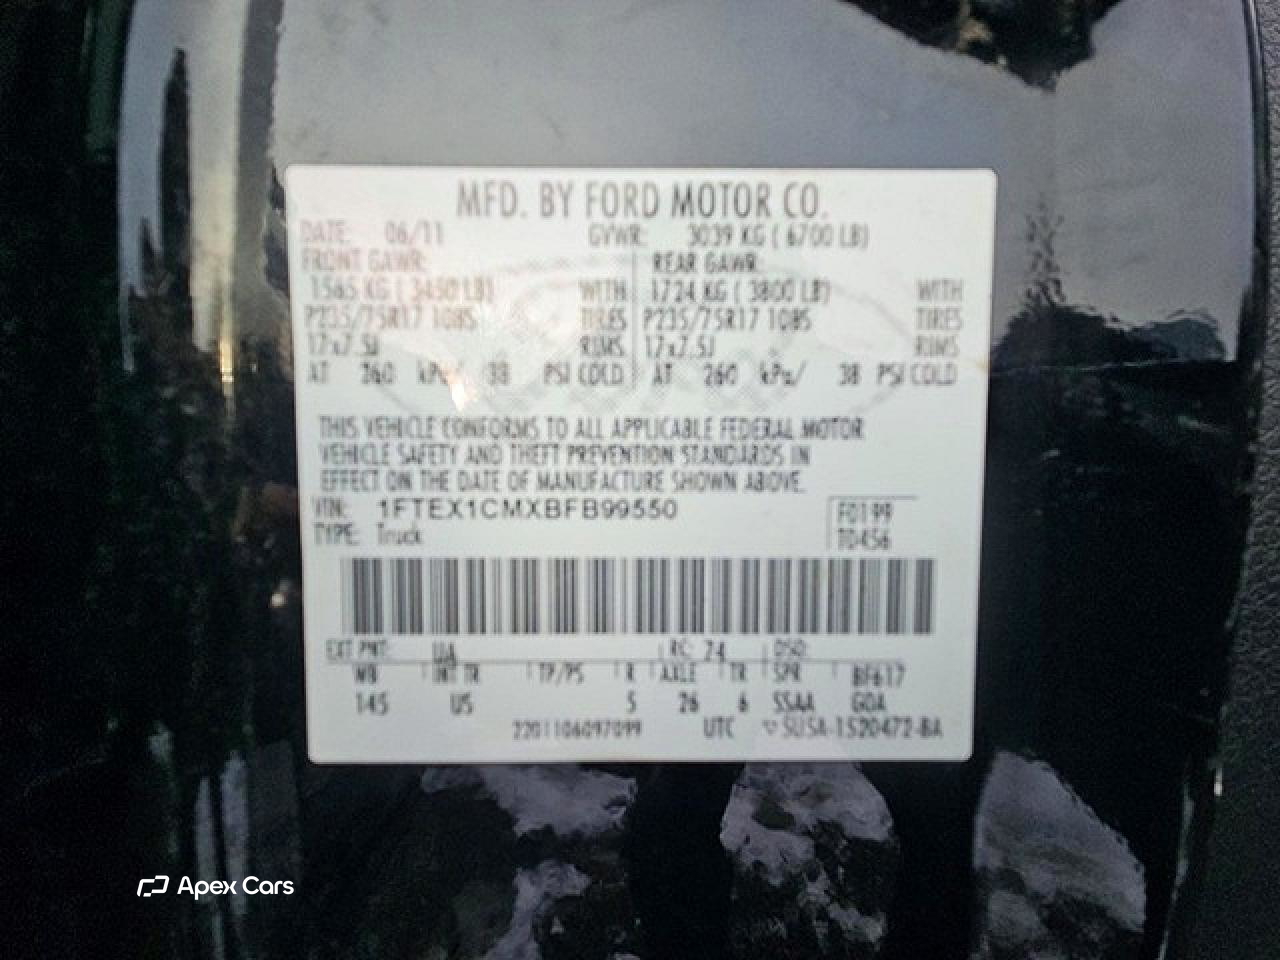 MFD. BY FORD MOTOR CO.
DATE: 06/11 GVWR: 3039 KG ( 6700 LB)
FRONT GAWR: REAR GAWR:
1565 KG ( 3450 LB) WITH 1724 KG ( 3800 LB) WITH
P235/75R17 108S TIRES P235/75R17 108S TIRES
17x7.5J RIMS 17x7.5J RIMS
AT 260 kPa/ 38 PSI COLD AT 260 kPa/ 38 PSI COLD
THIS VEHICLE CONFORMS TO ALL APPLICABLE FEDERAL MOTOR
VEHICLE SAFETY AND THEFT PREVENTION STANDARDS IN
EFFECT ON THE DATE OF MANUFACTURE SHOWN ABOVE.
VIN: 1FTEX1CMXBFB99550 F0199
TYPE: Truck T0456
EXT PNT: UA RC: 74 DSO:
WB INT TR TP/PS R AXLE TR SPR BF617
145 US 5 26 6 SSAA GOA
2201106097099 UTC ▽ SU5A-1520472-BA
Apex Cars